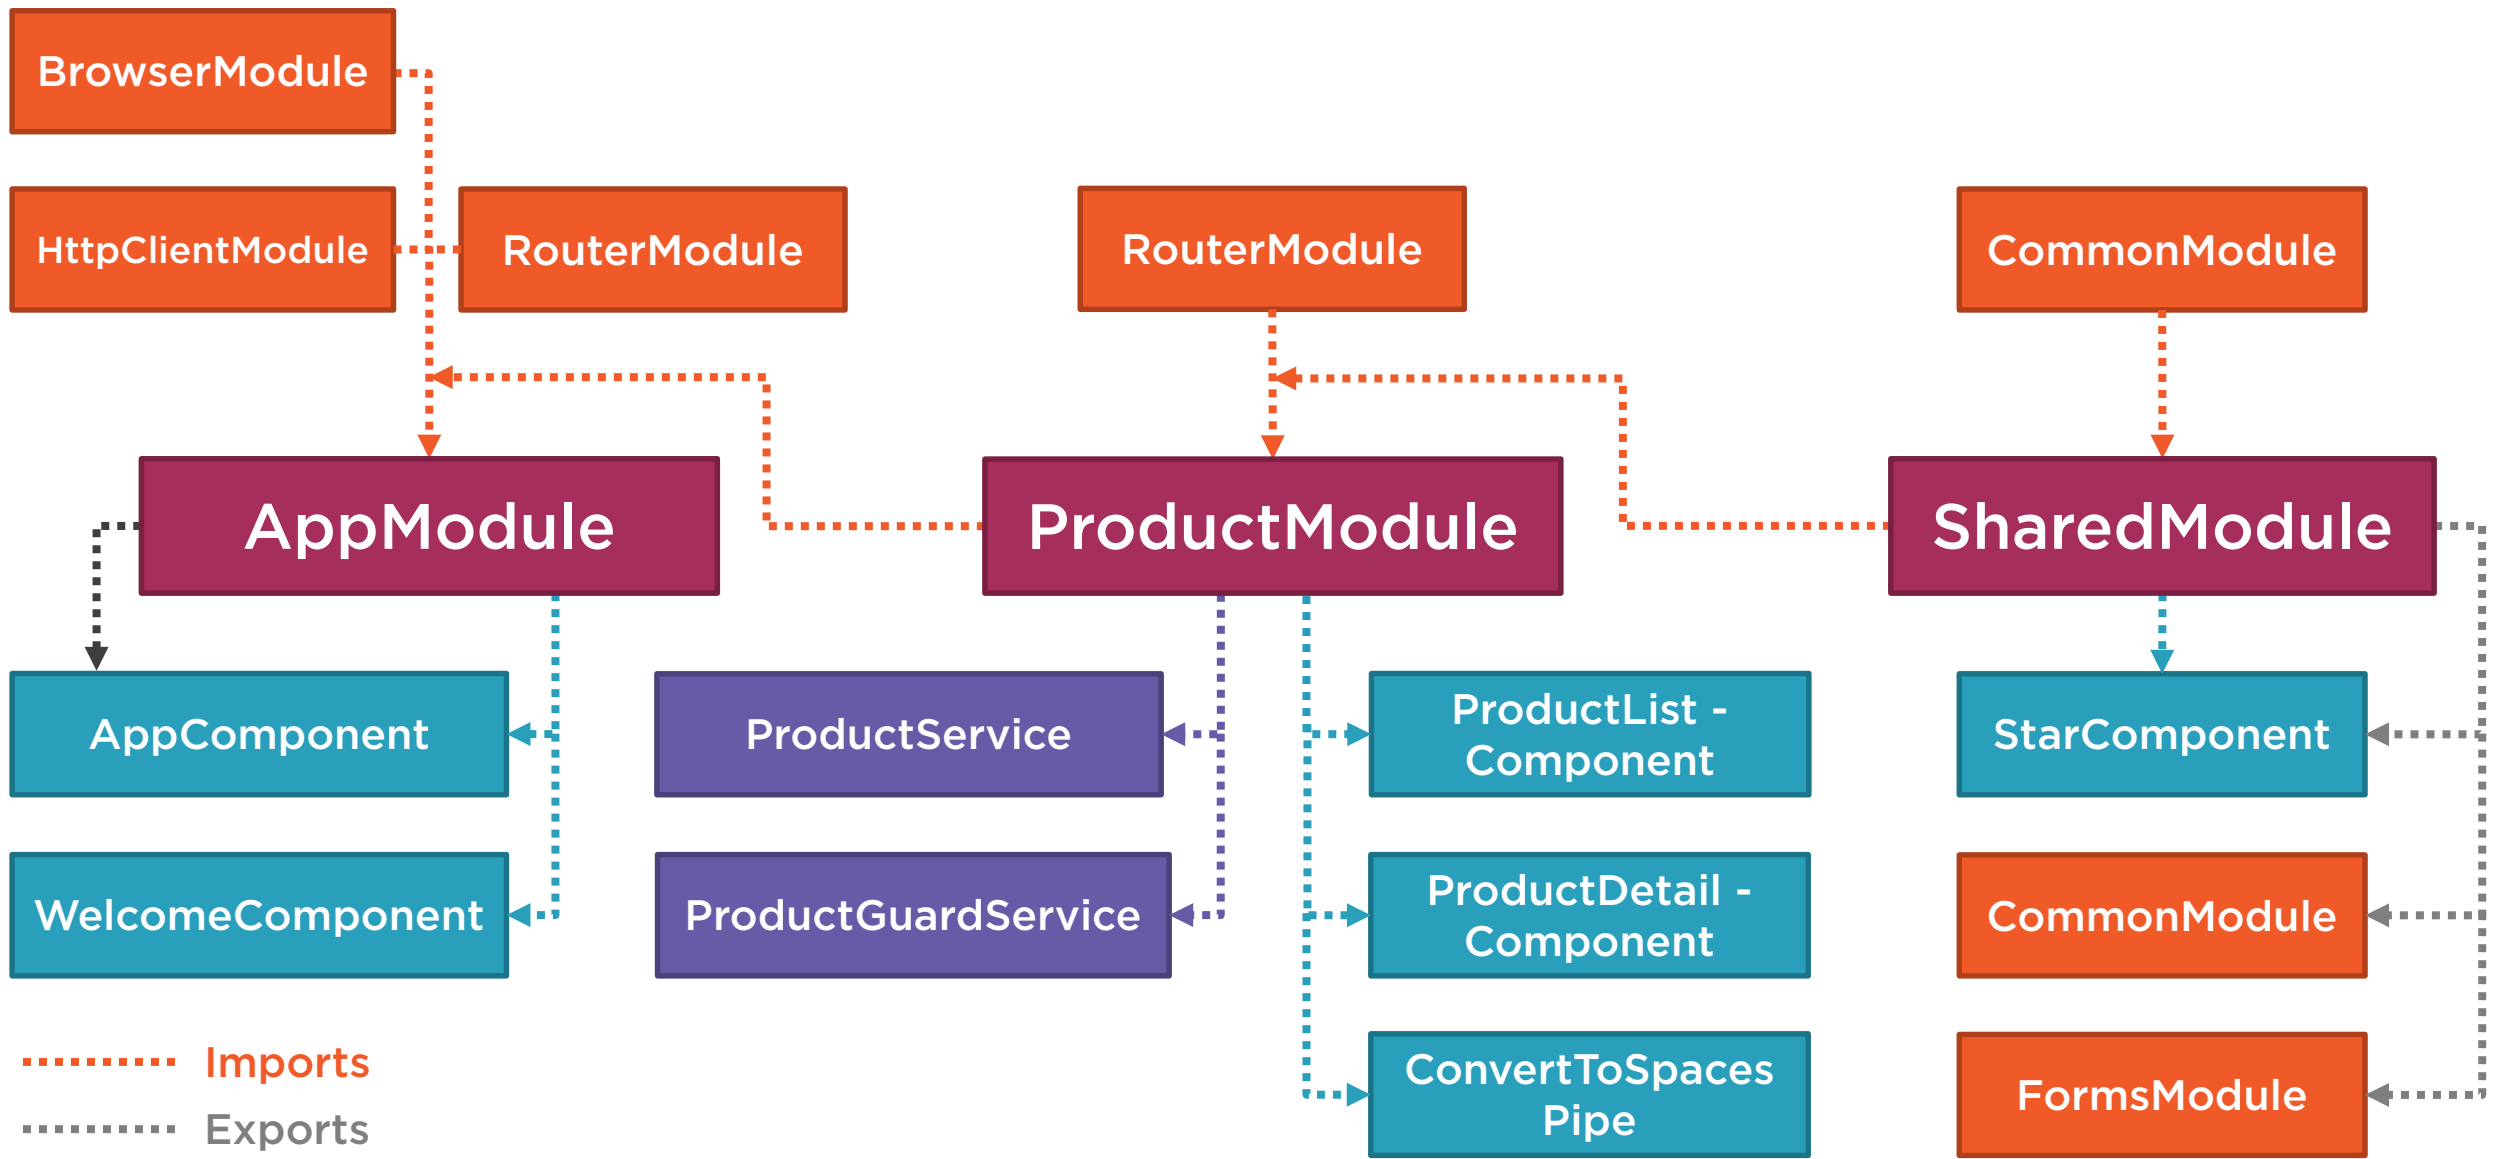 BrowserModule
HttpClientModule
RouterModule
RouterModule
CommonModule
AppModule
ProductModule
SharedModule
AppComponent
ProductService
ProductList -
Component
StarComponent
WelcomeComponent
ProductGuardService
ProductDetail -
Component
CommonModule
ConvertToSpaces
Pipe
FormsModule
Imports
Exports